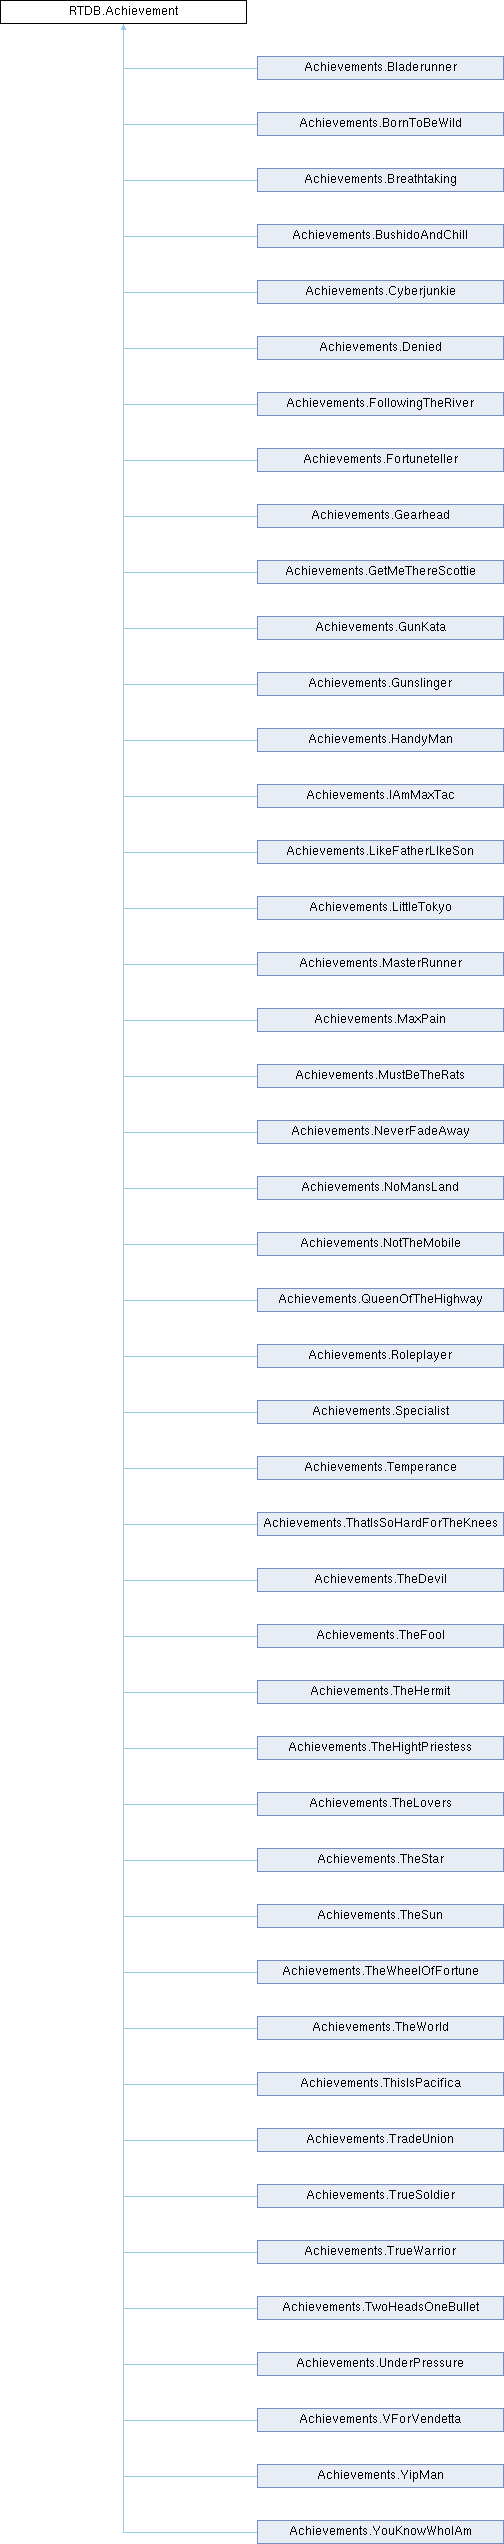 RTDB.Achievement
Achievements.Bladerunner
Achievements.BornToBeWild
Achievements.Breathtaking
Achievements.BushidoAndChill
Achievements.Cyberjunkie
Achievements.Denied
Achievements.FollowingTheRiver
Achievements.Fortuneteller
Achievements.Gearhead
Achievements.GetMeThereScottie
Achievements.GunKata
Achievements.Gunslinger
Achievements.HandyMan
Achievements.IAmMaxTac
Achievements.LikeFatherLIkeSon
Achievements.LittleTokyo
Achievements.MasterRunner
Achievements.MaxPain
Achievements.MustBeTheRats
Achievements.NeverFadeAway
Achievements.NoMansLand
Achievements.NotTheMobile
Achievements.QueenOfTheHighway
Achievements.Roleplayer
Achievements.Specialist
Achievements.Temperance
Achievements.ThatIsSoHardForTheKnees
Achievements.TheDevil
Achievements.TheFool
Achievements.TheHermit
Achievements.TheHightPriestess
Achievements.TheLovers
Achievements.TheStar
Achievements.TheSun
Achievements.TheWheelOfFortune
Achievements.TheWorld
Achievements.ThisIsPacifica
Achievements.TradeUnion
Achievements.TrueSoldier
Achievements.TrueWarrior
Achievements.TwoHeadsOneBullet
Achievements.UnderPressure
Achievements.VForVendetta
Achievements.YipMan
Achievements.YouKnowWhoIAm